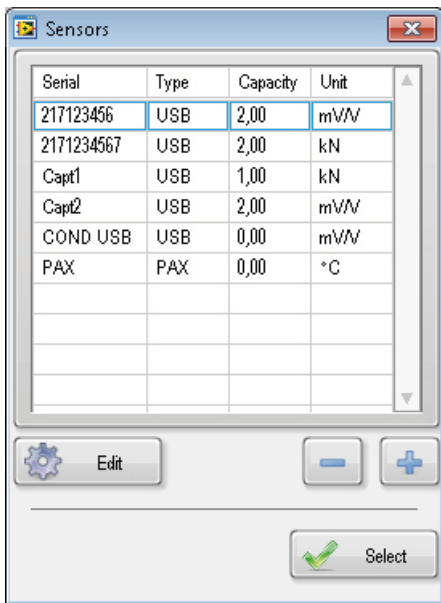 Sensors
Serial Type Capacity Unit
217123456 USB 2,00 mV/V
2171234567 USB 2,00 kN
Capt1 USB 1,00 kN
Capt2 USB 2,00 mV/V
COND USB USB 0,00 mV/V
PAX PAX 0,00 °C
Edit
Select